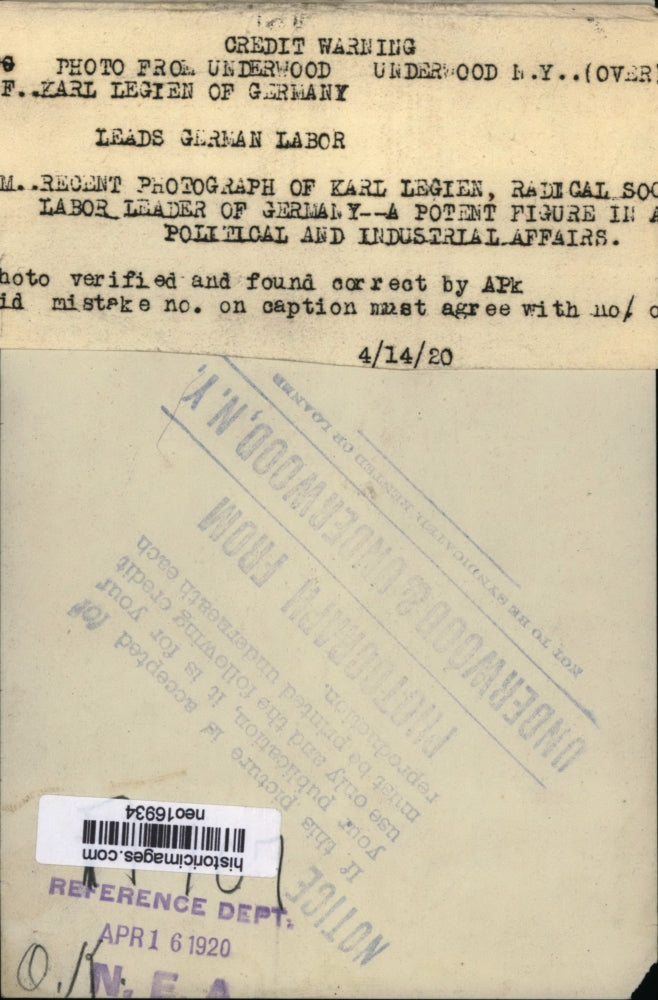 CREDIT WARNING
PHOTO FROM UNDERWOOD UNDERWOOD N.Y..(OVER)
F..KARL LEGIEN OF GERMANY
LEADS GERMAN LABOR
M..RECENT PHOTOGRAPH OF KARL LEGIEN, RADICAL SOC
LABOR LEADER OF GERMANY--A POTENT FIGURE IN A
POLITICAL AND INDUSTRIAL AFFAIRS.
hoto verified and found correct by APk
id mistake no. on caption must agree with no/ o
4/14/20
NOTICE
If this picture is accepted for
your publication, it is for your
use only and the following credit
must be printed underneath each
reproduction.
PHOTOGRAPH FROM
UNDERWOOD & UNDERWOOD, N.Y.
NOT TO BE SYNDICATED, RENTED OR LOANED
historicimages.com
neo16934
REFERENCE DEPT.
APR 16 1920
N. E. A
O.K